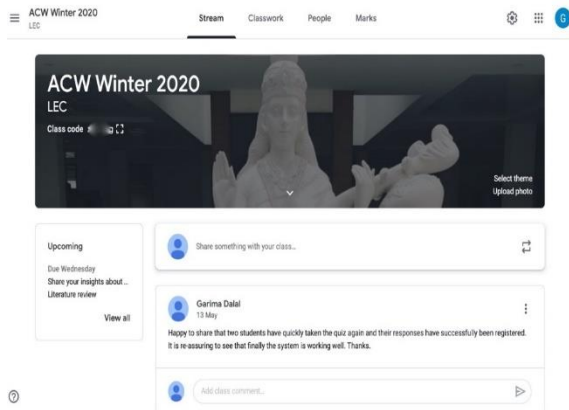 ACW Winter 2020
LEC
Stream Classwork People Marks
G
ACW Winter 2020
LEC
Class code
Select theme
Upload photo
Upcoming
Due Wednesday
Share your insights about ...
Literature review
View all
Share something with your class...
Garima Dalal
13 May
Happy to share that two students have quickly taken the quiz again and their responses have successfully been registered.
It is re-assuring to see that finally the system is working well. Thanks.
Add class comment...